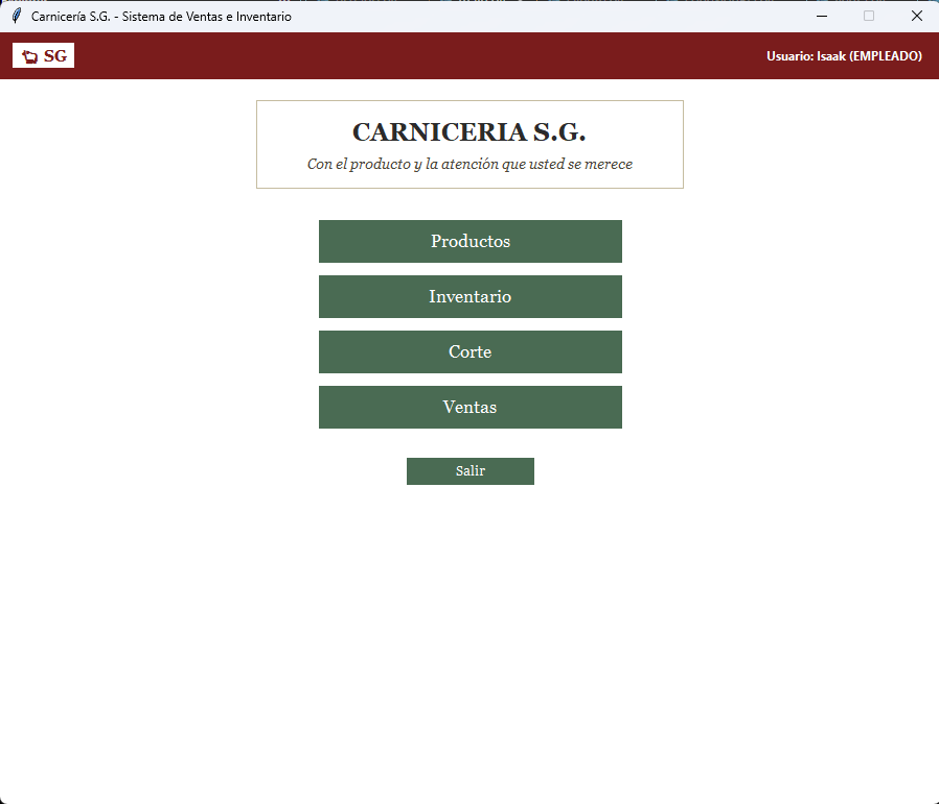 Carnicería S.G. - Sistema de Ventas e Inventario
SG
Usuario: Isaak (EMPLEADO)
CARNICERIA S.G.
Con el producto y la atención que usted se merece
Productos
Inventario
Corte
Ventas
Salir